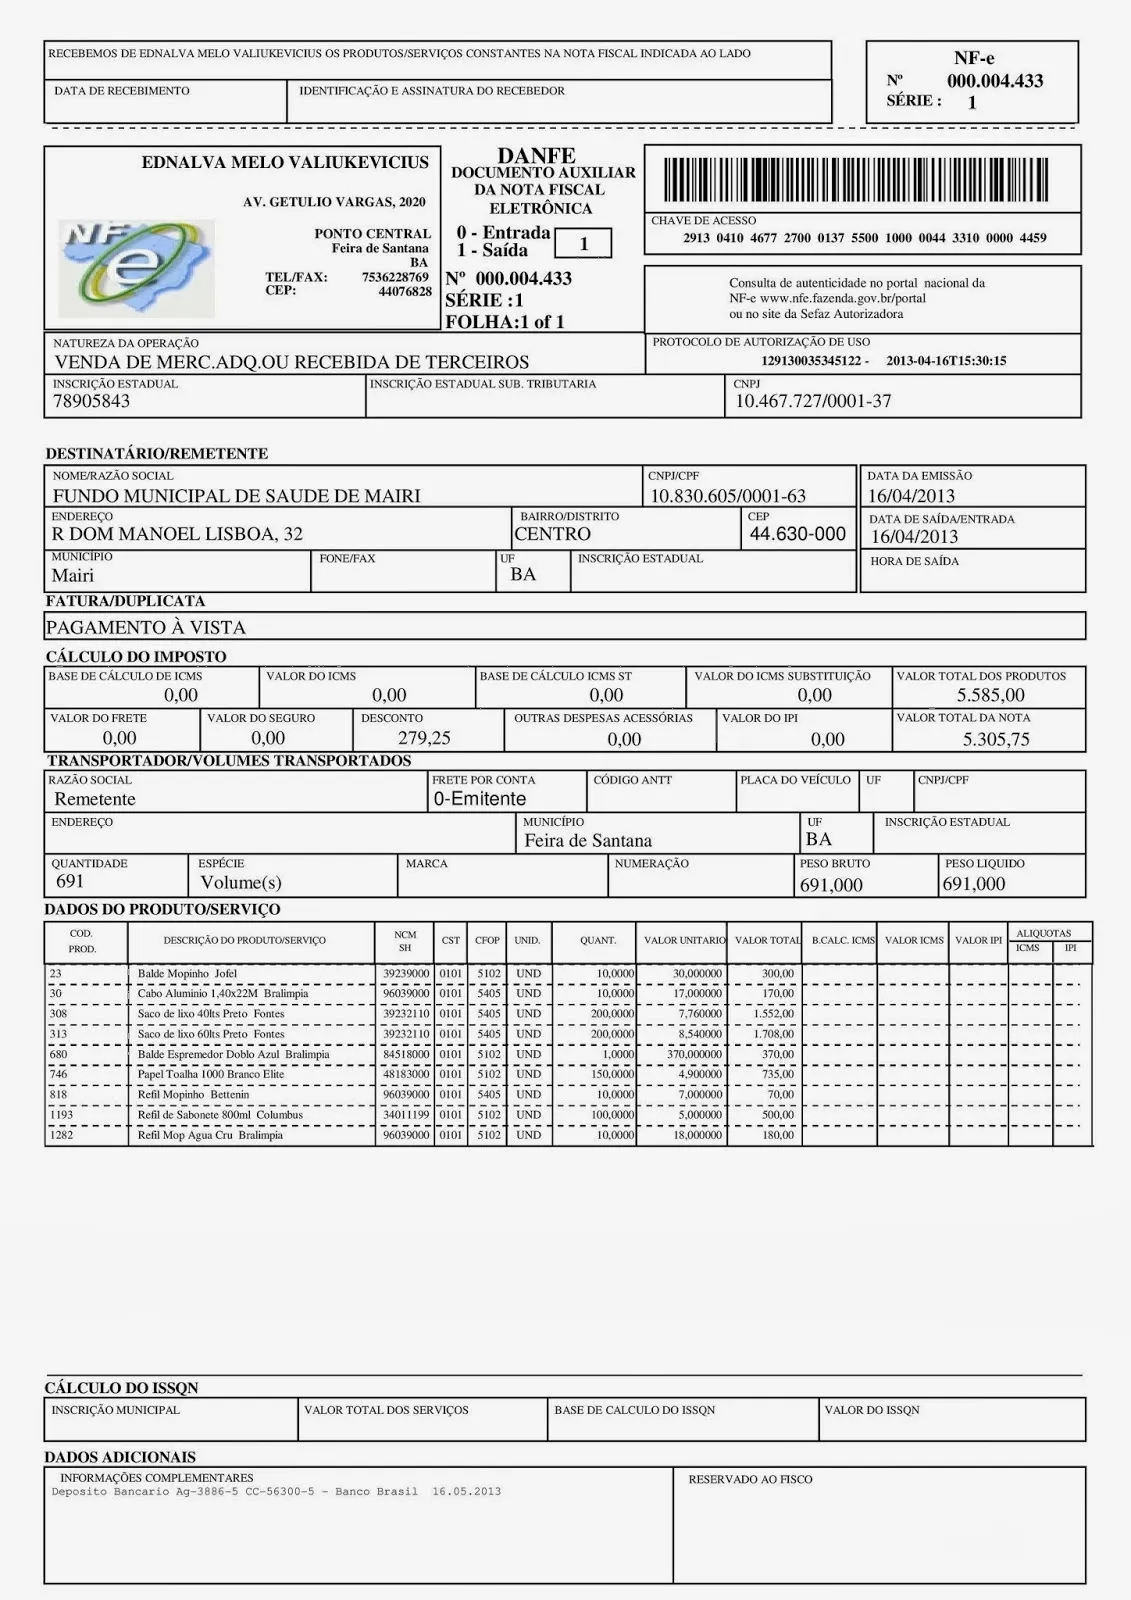 RECEBEMOS DE EDNALVA MELO VALIUKEVICIUS OS PRODUTOS/SERVIÇOS CONSTANTES NA NOTA FISCAL INDICADA AO LADO
DATA DE RECEBIMENTO IDENTIFICAÇÃO E ASSINATURA DO RECEBEDOR
NF-e
Nº 000.004.433
SÉRIE : 1
EDNALVA MELO VALIUKEVICIUS
AV. GETULIO VARGAS, 2020
PONTO CENTRAL
Feira de Santana
BA
TEL/FAX: 7536228769
CEP: 44076828
NF e
DANFE
DOCUMENTO AUXILIAR
DA NOTA FISCAL
ELETRÔNICA
0 - Entrada
1 - Saída
1
Nº 000.004.433
SÉRIE :1
FOLHA:1 of 1
CHAVE DE ACESSO
2913 0410 4677 2700 0137 5500 1000 0044 3310 0000 4459
Consulta de autenticidade no portal nacional da
NF-e www.nfe.fazenda.gov.br/portal
ou no site da Sefaz Autorizadora
NATUREZA DA OPERAÇÃO
VENDA DE MERC.ADQ.OU RECEBIDA DE TERCEIROS
PROTOCOLO DE AUTORIZAÇÃO DE USO
129130035345122 - 2013-04-16T15:30:15
INSCRIÇÃO ESTADUAL INSCRIÇÃO ESTADUAL SUB. TRIBUTARIA CNPJ
78905843 10.467.727/0001-37
DESTINATÁRIO/REMETENTE
NOME/RAZÃO SOCIAL CNPJ/CPF DATA DA EMISSÃO
FUNDO MUNICIPAL DE SAUDE DE MAIRI 10.830.605/0001-63 16/04/2013
ENDEREÇO BAIRRO/DISTRITO CEP DATA DE SAÍDA/ENTRADA
R DOM MANOEL LISBOA, 32 CENTRO 44.630-000 16/04/2013
MUNICÍPIO FONE/FAX UF INSCRIÇÃO ESTADUAL HORA DE SAÍDA
Mairi BA
FATURA/DUPLICATA
PAGAMENTO À VISTA
CÁLCULO DO IMPOSTO
BASE DE CÁLCULO DE ICMS VALOR DO ICMS BASE DE CÁLCULO ICMS ST VALOR DO ICMS SUBSTITUIÇÃO VALOR TOTAL DOS PRODUTOS
0,00 0,00 0,00 0,00 5.585,00
VALOR DO FRETE VALOR DO SEGURO DESCONTO OUTRAS DESPESAS ACESSÓRIAS VALOR DO IPI VALOR TOTAL DA NOTA
0,00 0,00 279,25 0,00 0,00 5.305,75
TRANSPORTADOR/VOLUMES TRANSPORTADOS
RAZÃO SOCIAL FRETE POR CONTA CÓDIGO ANTT PLACA DO VEÍCULO UF CNPJ/CPF
Remetente 0-Emitente
ENDEREÇO MUNICÍPIO UF INSCRIÇÃO ESTADUAL
Feira de Santana BA
QUANTIDADE ESPÉCIE MARCA NUMERAÇÃO PESO BRUTO PESO LIQUIDO
691 Volume(s) 691,000 691,000
DADOS DO PRODUTO/SERVIÇO
COD. PROD. DESCRIÇÃO DO PRODUTO/SERVIÇO NCM SH CST CFOP UNID. QUANT. VALOR UNITARIO VALOR TOTAL B.CALC. ICMS VALOR ICMS VALOR IPI ALIQUOTAS ICMS IPI
23 Balde Mopinho Jofel 39239000 0101 5102 UND 10,0000 30,000000 300,00
30 Cabo Aluminio 1,40x22M Bralimpia 96039000 0101 5405 UND 10,0000 17,000000 170,00
308 Saco de lixo 40lts Preto Fontes 39232110 0101 5405 UND 200,0000 7,760000 1.552,00
313 Saco de lixo 60lts Preto Fontes 39232110 0101 5405 UND 200,0000 8,540000 1.708,00
680 Balde Espremedor Doblo Azul Bralimpia 84518000 0101 5102 UND 1,0000 370,000000 370,00
746 Papel Toalha 1000 Branco Elite 48183000 0101 5102 UND 150,0000 4,900000 735,00
818 Refil Mopinho Bettenin 96039000 0101 5405 UND 10,0000 7,000000 70,00
1193 Refil de Sabonete 800ml Columbus 34011199 0101 5102 UND 100,0000 5,000000 500,00
1282 Refil Mop Agua Cru Bralimpia 96039000 0101 5102 UND 10,0000 18,000000 180,00
CÁLCULO DO ISSQN
INSCRIÇÃO MUNICIPAL VALOR TOTAL DOS SERVIÇOS BASE DE CALCULO DO ISSQN VALOR DO ISSQN
DADOS ADICIONAIS
INFORMAÇÕES COMPLEMENTARES RESERVADO AO FISCO
Deposito Bancario Ag-3886-5 CC-56300-5 - Banco Brasil 16.05.2013